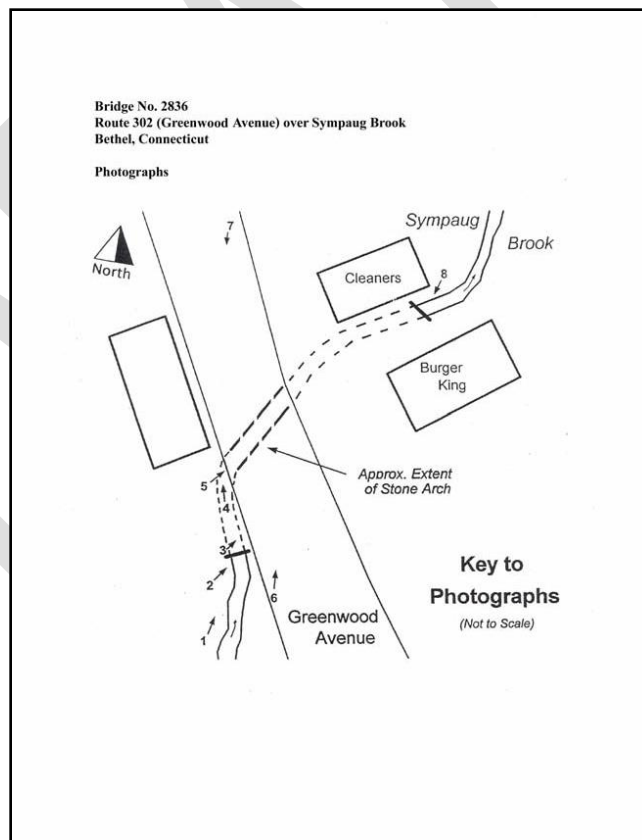 Bridge No. 2836
Route 302 (Greenwood Avenue) over Sympaug Brook
Bethel, Connecticut
Photographs
7
Sympaug
Brook
North
Cleaners
8
Burger
King
5
Approx. Extent
of Stone Arch
4
3
2
6
1
Greenwood
Avenue
Key to
Photographs
(Not to Scale)